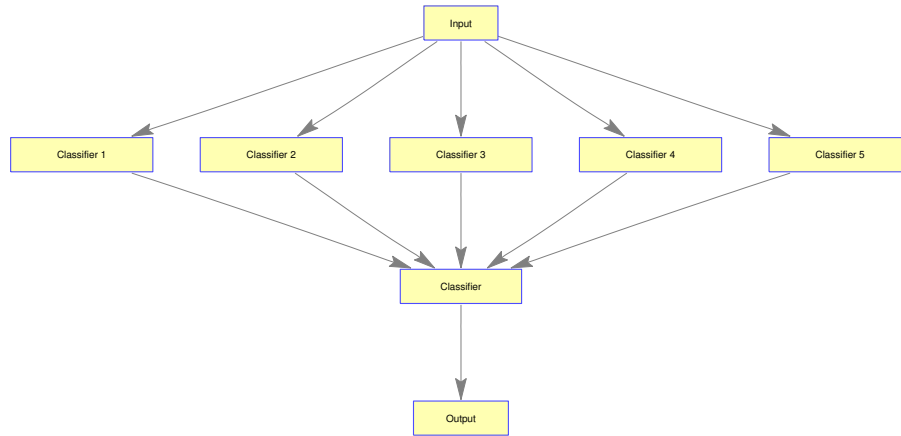 Input
Classifier 1
Classifier 2
Classifier 3
Classifier 4
Classifier 5
Classifier
Output